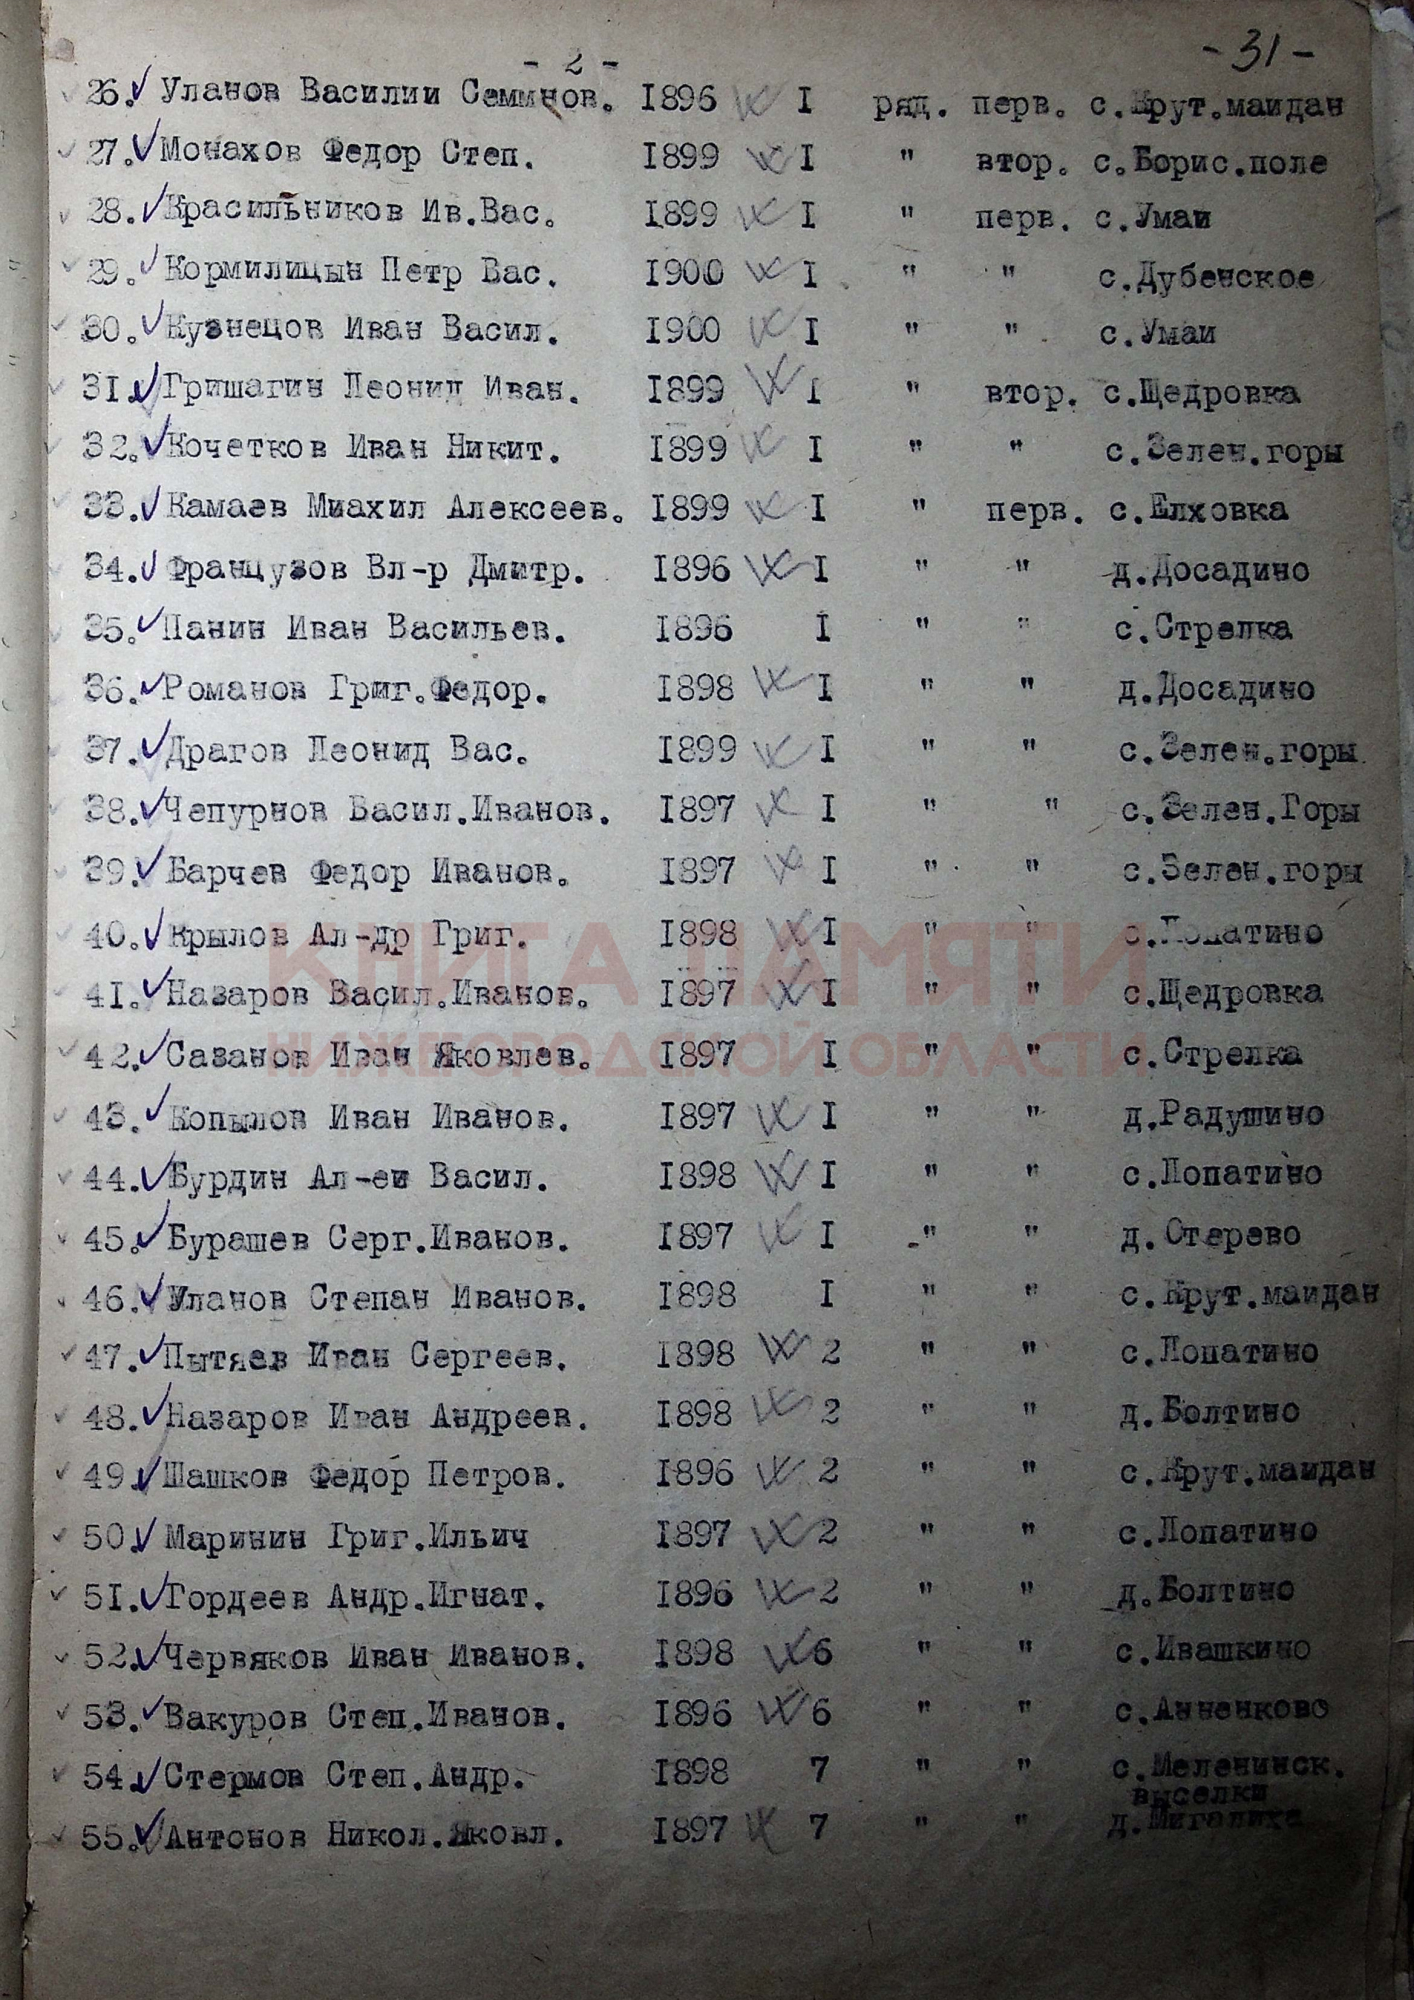 - 2 -
- 31 -
26. Уланов Василии Семинов. 1896 I ряд. перв. с.Крут.маидан
27. Монахов Федор Степ. 1899 I " втор. с.Борис.поле
28. Красильников Ив.Вас. 1899 I " перв. с.Умаи
29. Кормилицын Петр Вас. 1900 I " " с.Дубенское
30. Кузнецов Иван Васил. 1900 I " " с.Умаи
31. Гришагин Леонид Иван. 1899 I " втор. с.Щедровка
32. Кочетков Иван Никит. 1899 I " " с.Зелен.горы
33. Камаев Миахил Алексеев. 1899 I " перв. с.Елховка
34. Французов Вл-р Дмитр. 1896 I " " д.Досадино
35. Панин Иван Васильев. 1896 I " " с.Стрелка
36. Романов Григ.Федор. 1898 I " " д.Досадино
37. Драгов Леонид Вас. 1899 I " " с.Зелен.горы
38. Чепурнов Васил.Иванов. 1897 I " " с.Зелен.Горы
39. Барчев Федор Иванов. 1897 I " " с.Зелен.горы
40. Крылов Ал-др Григ. 1898 I " " с.Лопатино
41. Назаров Васил.Иванов. 1897 I " " с.Щедровка
42. Сазанов Иван Яковлев. 1897 I " " с.Стрелка
43. Копылов Иван Иванов. 1897 I " " д.Радушино
44. Бурдин Ал-еи Васил. 1898 I " " с.Лопатино
45. Бурашев Серг.Иванов. 1897 I " " д.Отерево
46. Уланов Степан Иванов. 1898 I " " с.Крут.маидан
47. Пытяев Иван Сергеев. 1898 2 " " с.Лопатино
48. Назаров Иван Андреев. 1898 2 " " д.Болтино
49. Шашков Федор Петров. 1896 2 " " с.Крут.маидан
50. Маринин Григ.Ильич 1897 2 " " с.Лопатино
51. Гордеев Андр.Игнат. 1896 2 " " д.Болтино
52. Червяков Иван Иванов. 1898 6 " " с.Ивашкино
53. Вакуров Степ.Иванов. 1896 6 " " с.Анненково
54. Стермов Степ.Андр. 1898 7 " " с.Меленинск.
выселки
55. Антонов Никол.Яковл. 1897 7 " " д.Мигалиха
КНИГА ПАМЯТИ
НИЖЕГОРОДСКОЙ ОБЛАСТИ